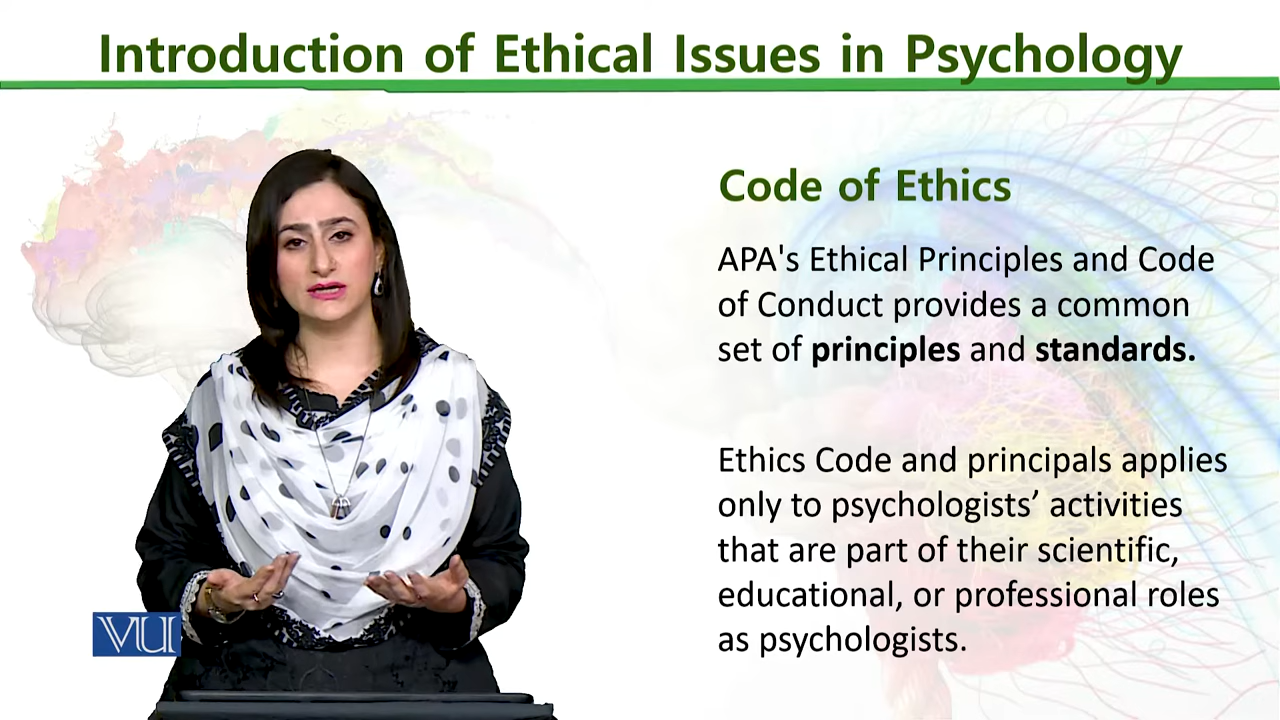 Introduction of Ethical Issues in Psychology
Code of Ethics
APA's Ethical Principles and Code
of Conduct provides a common
set of principles and standards.
Ethics Code and principals applies
only to psychologists’ activities
that are part of their scientific,
educational, or professional roles
as psychologists.
VU